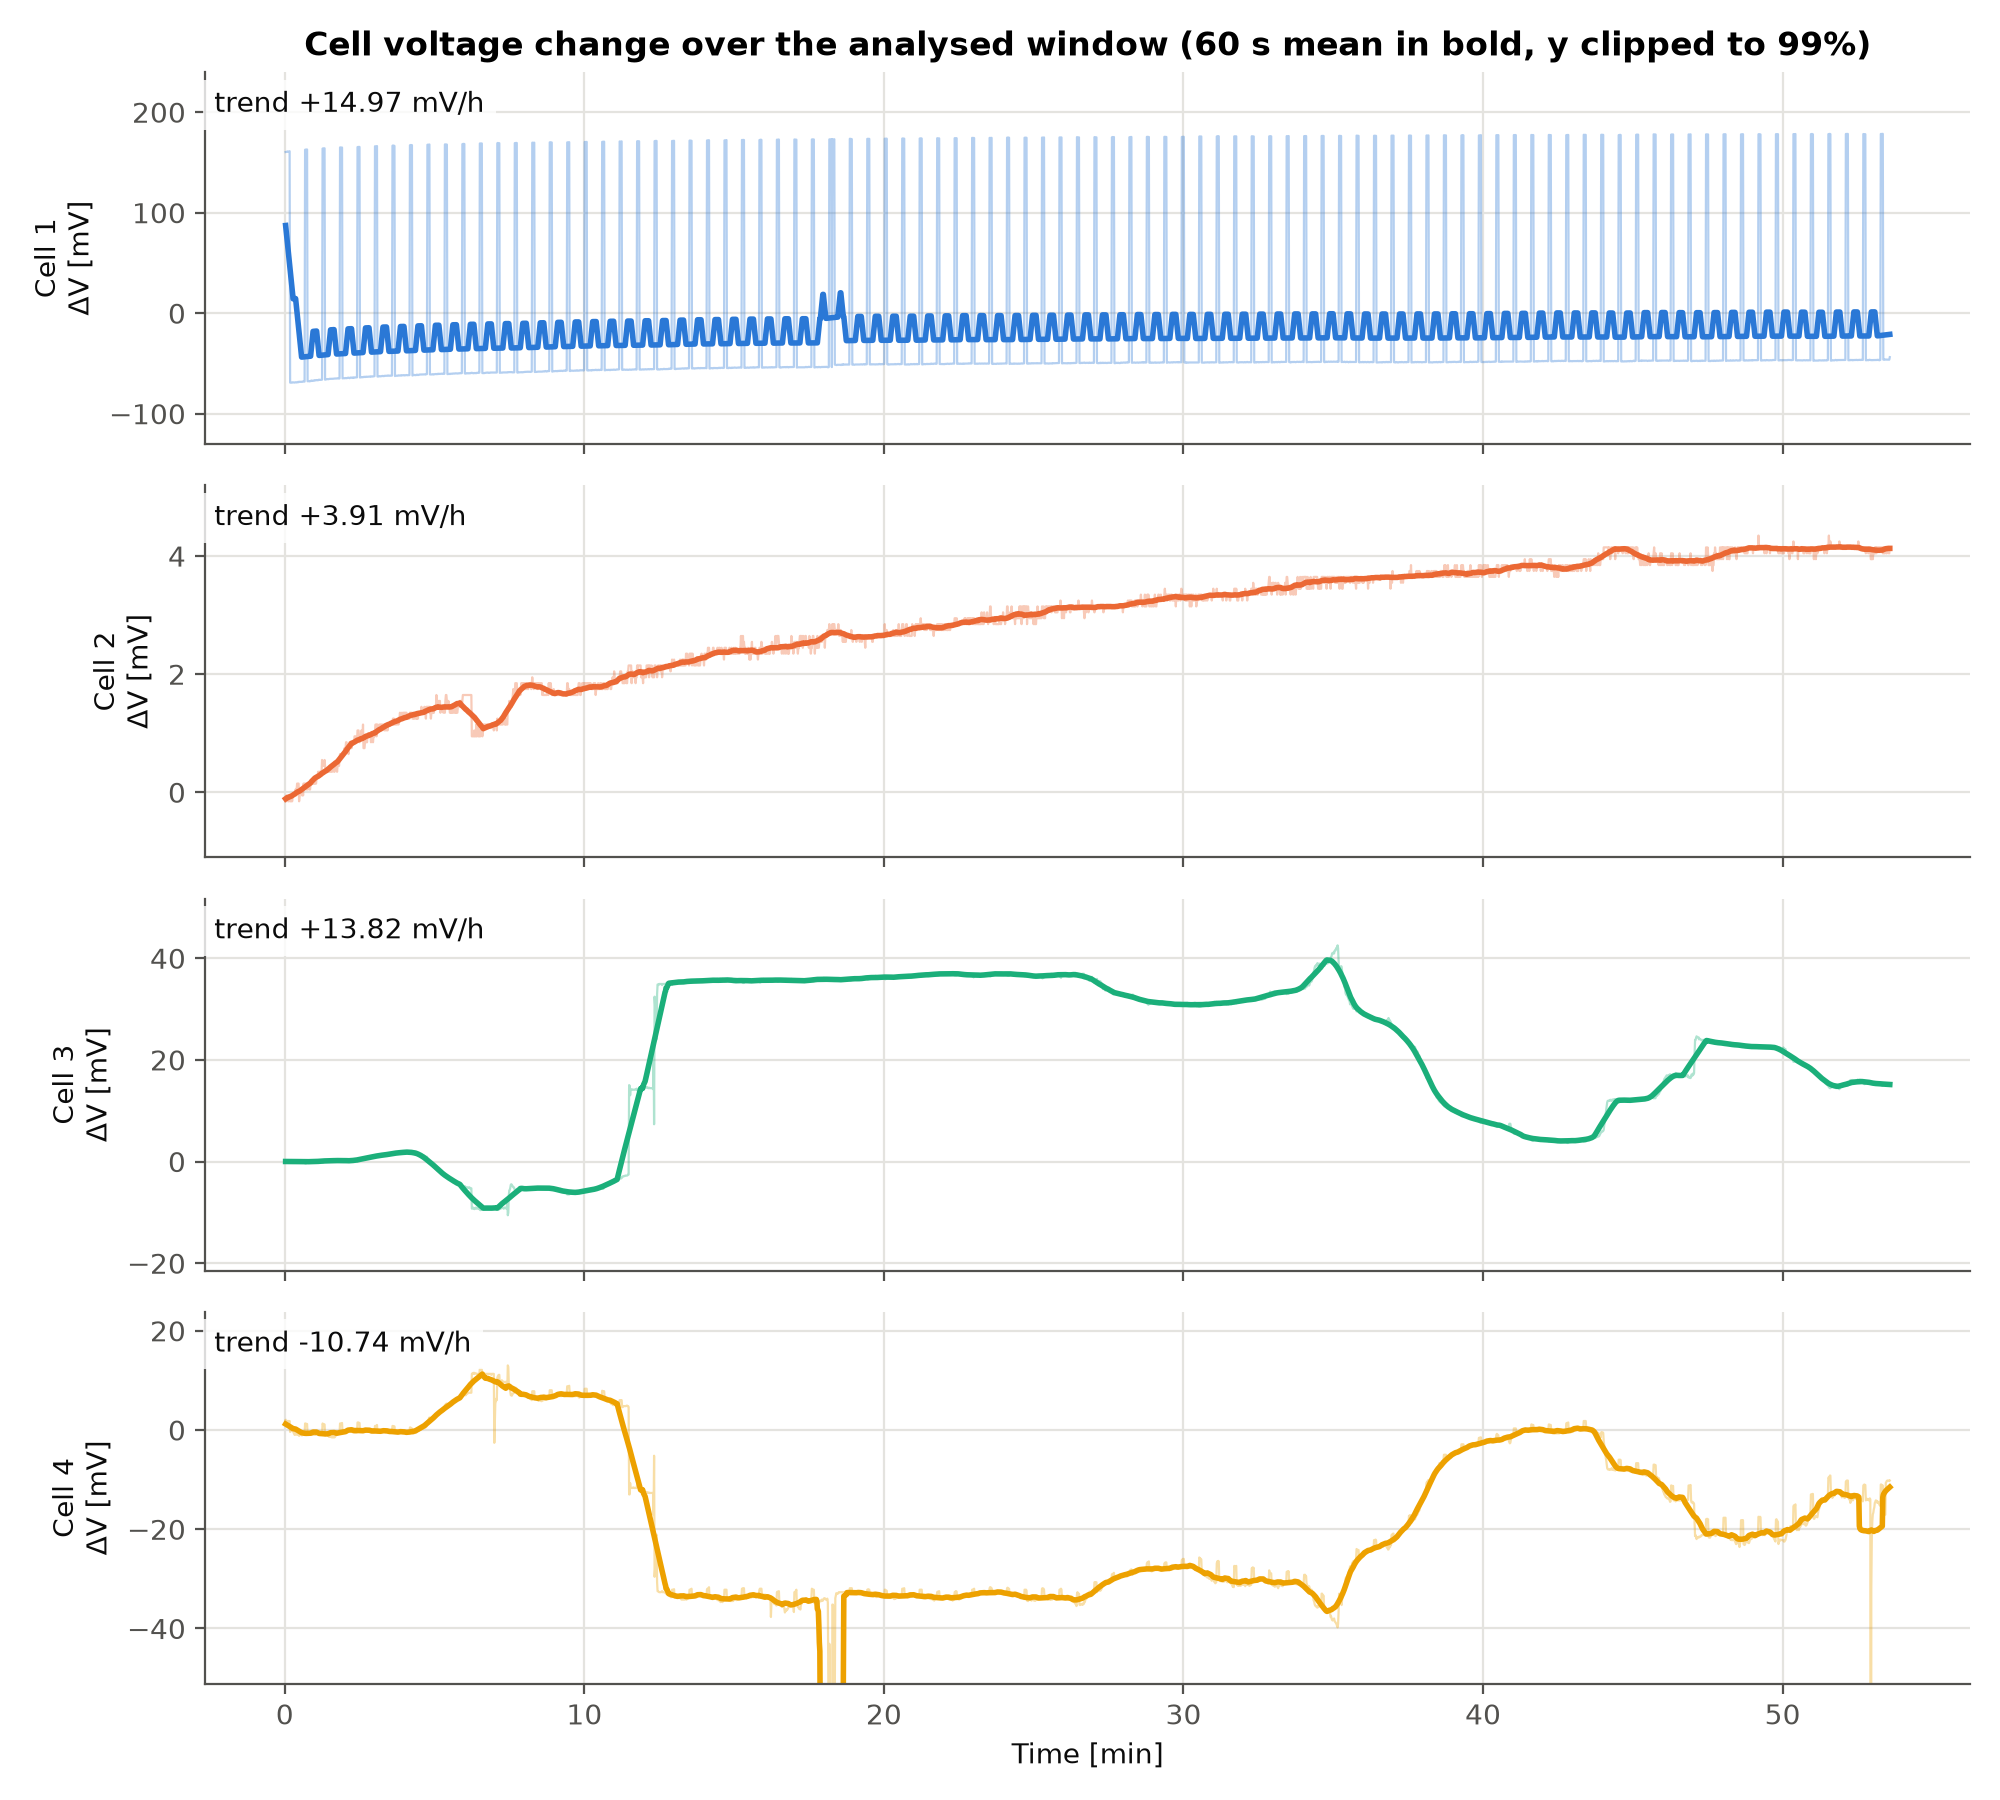 Cell voltage change over the analysed window (60 s mean in bold, y clipped to 99%)
trend +14.97 mV/h
200
100
0
−100
Cell 1
ΔV [mV]
trend +3.91 mV/h
4
2
0
Cell 2
ΔV [mV]
trend +13.82 mV/h
40
20
0
−20
Cell 3
ΔV [mV]
trend -10.74 mV/h
20
0
−20
−40
Cell 4
ΔV [mV]
0 10 20 30 40 50
Time [min]